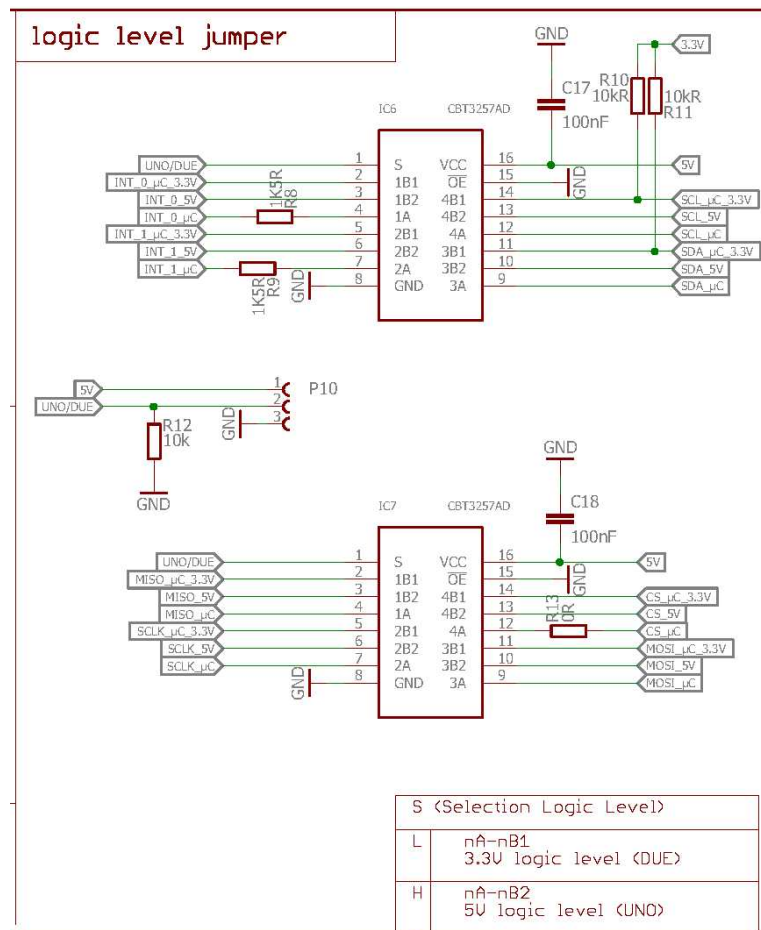 logic level jumper
GND
3.3V
C17
100nF
R10
10kR
10kR
R11
IC6
CBT3257AD
UNO/DUE
1
S
VCC
16
5V
INT_0_µC_3.3V
2
1B1
OE
15
GND
INT_0_5V
3
1B2
4B1
14
SCL_µC_3.3V
INT_0_µC
1K5R
R8
4
1A
4B2
13
SCL_5V
INT_1_µC_3.3V
5
2B1
4A
12
SCL_µC
INT_1_5V
6
2B2
3B1
11
SDA_µC_3.3V
INT_1_µC
1K5R
R9
7
2A
3B2
10
SDA_5V
GND
8
GND
3A
9
SDA_µC
5V
1
P10
UNO/DUE
2
GND
3
R12
10k
GND
GND
C18
100nF
IC7
CBT3257AD
UNO/DUE
1
S
VCC
16
5V
MISO_µC_3.3V
2
1B1
OE
15
GND
MISO_5V
3
1B2
4B1
14
CS_µC_3.3V
MISO_µC
4
1A
4B2
13
CS_5V
SCLK_µC_3.3V
5
2B1
4A
12
R13
0R
CS_µC
SCLK_5V
6
2B2
3B1
11
MOSI_µC_3.3V
SCLK_µC
7
2A
3B2
10
MOSI_5V
GND
8
GND
3A
9
MOSI_µC
S (Selection Logic Level)
L nA-nB1
3.3V logic level (DUE)
H nA-nB2
5V logic level (UNO)